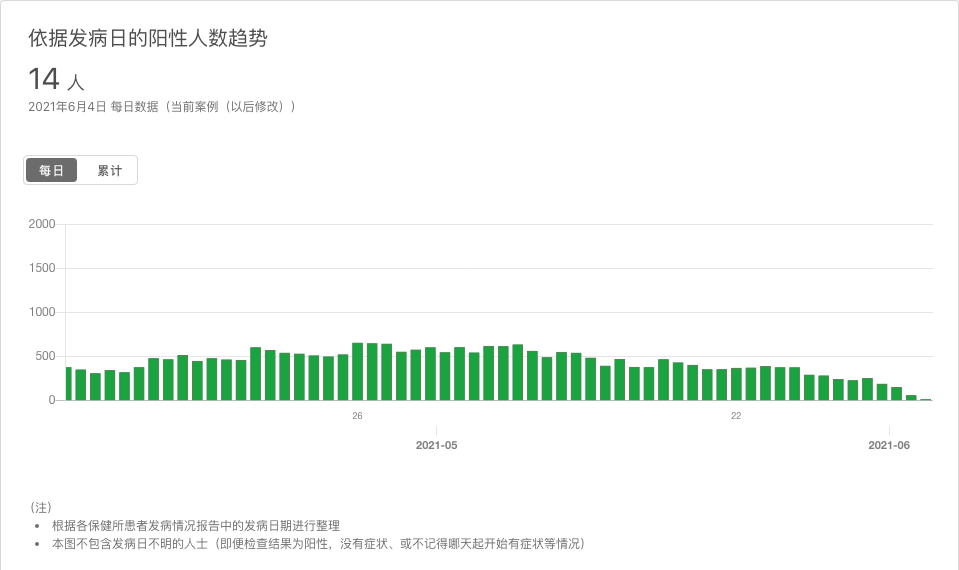 依据发病日的阳性人数趋势
14 人
2021年6月4日 每日数据（当前案例（以后修改））
每日 累计
2000
1500
1000
500
0
26 22
2021-05 2021-06
（注）
• 根据各保健所患者发病情况报告中的发病日期进行整理
• 本图不包含发病日不明的人士（即便检查结果为阳性，没有症状、或不记得哪天起开始有症状等情况）